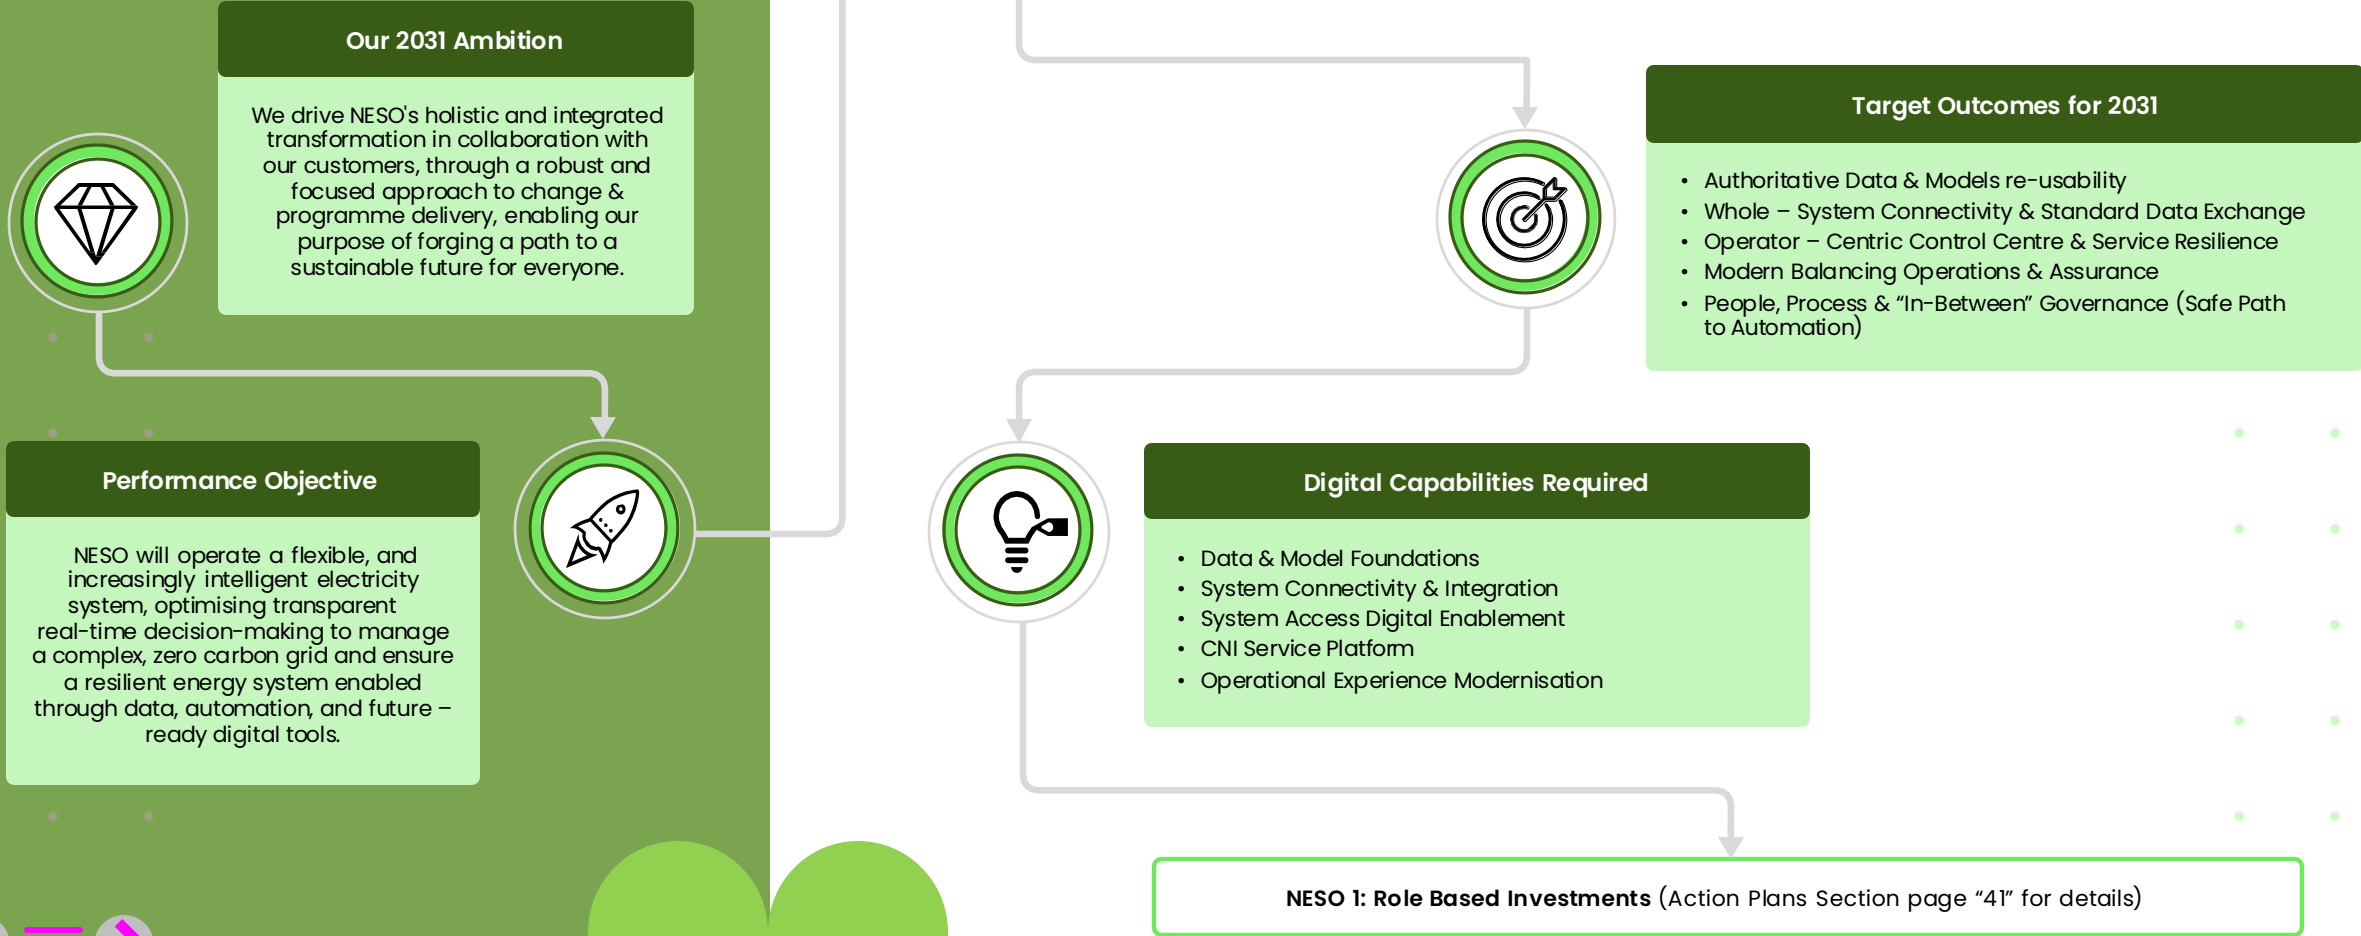 Our 2031 Ambition
We drive NESO's holistic and integrated
transformation in collaboration with
our customers, through a robust and
focused approach to change &
programme delivery, enabling our
purpose of forging a path to a
sustainable future for everyone.
Performance Objective
NESO will operate a flexible, and
increasingly intelligent electricity
system, optimising transparent
real-time decision-making to manage
a complex, zero carbon grid and ensure
a resilient energy system enabled
through data, automation, and future –
ready digital tools.
Target Outcomes for 2031
• Authoritative Data & Models re-usability
• Whole – System Connectivity & Standard Data Exchange
• Operator – Centric Control Centre & Service Resilience
• Modern Balancing Operations & Assurance
• People, Process & “In-Between” Governance (Safe Path
to Automation)
Digital Capabilities Required
• Data & Model Foundations
• System Connectivity & Integration
• System Access Digital Enablement
• CNI Service Platform
• Operational Experience Modernisation
NESO 1: Role Based Investments (Action Plans Section page “41” for details)